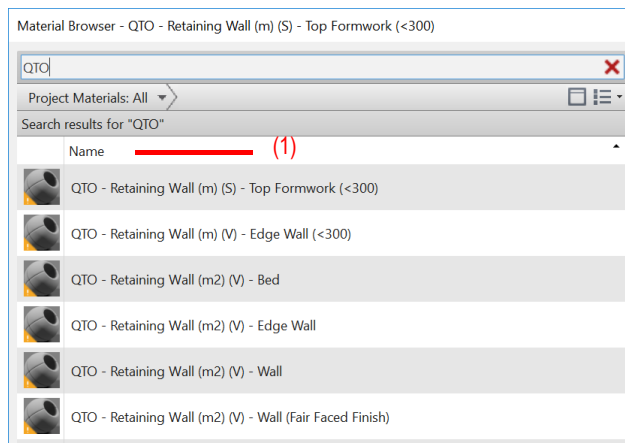 Material Browser - QTO - Retaining Wall (m) (S) - Top Formwork (<300)
QTO
Project Materials: All
Search results for "QTO"
Name (1)
QTO - Retaining Wall (m) (S) - Top Formwork (<300)
QTO - Retaining Wall (m) (V) - Edge Wall (<300)
QTO - Retaining Wall (m2) (V) - Bed
QTO - Retaining Wall (m2) (V) - Edge Wall
QTO - Retaining Wall (m2) (V) - Wall
QTO - Retaining Wall (m2) (V) - Wall (Fair Faced Finish)